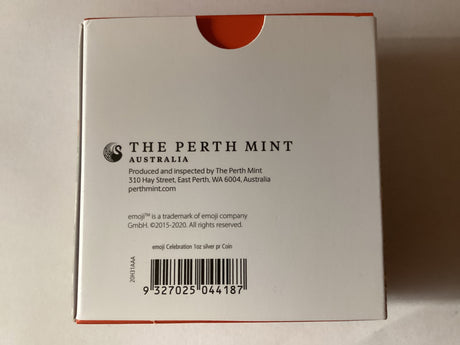 THE PERTH MINT
AUSTRALIA
Produced and inspected by The Perth Mint
310 Hay Street, East Perth, WA 6004, Australia
perthmint.com
emoji™ is a trademark of emoji company
GmbH. ©2015-2020. All rights reserved.
emoji Celebration 1oz silver pr Coin
20H31AAA
9 327025 044187